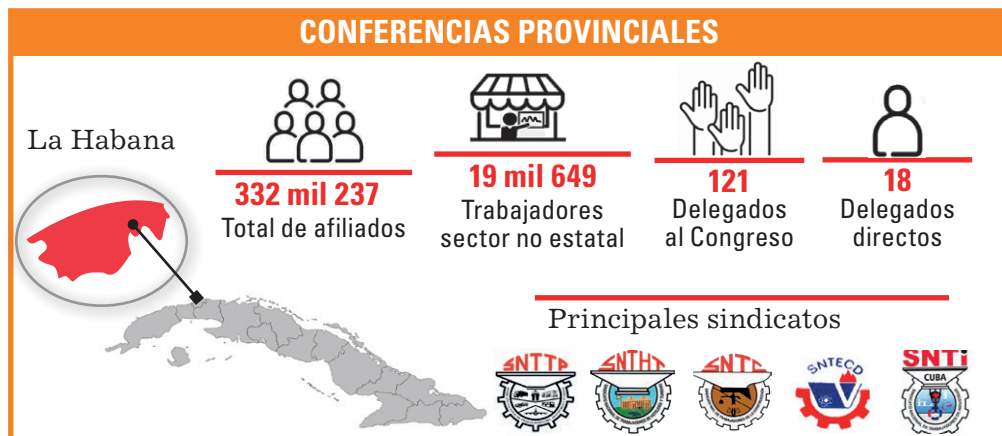 CONFERENCIAS PROVINCIALES
La Habana
332 mil 237
Total de afiliados
19 mil 649
Trabajadores
sector no estatal
121
Delegados
al Congreso
18
Delegados
directos
Principales sindicatos
SNTTP
SNTHT
SNTC
SNTECD
SNTi
CUBA